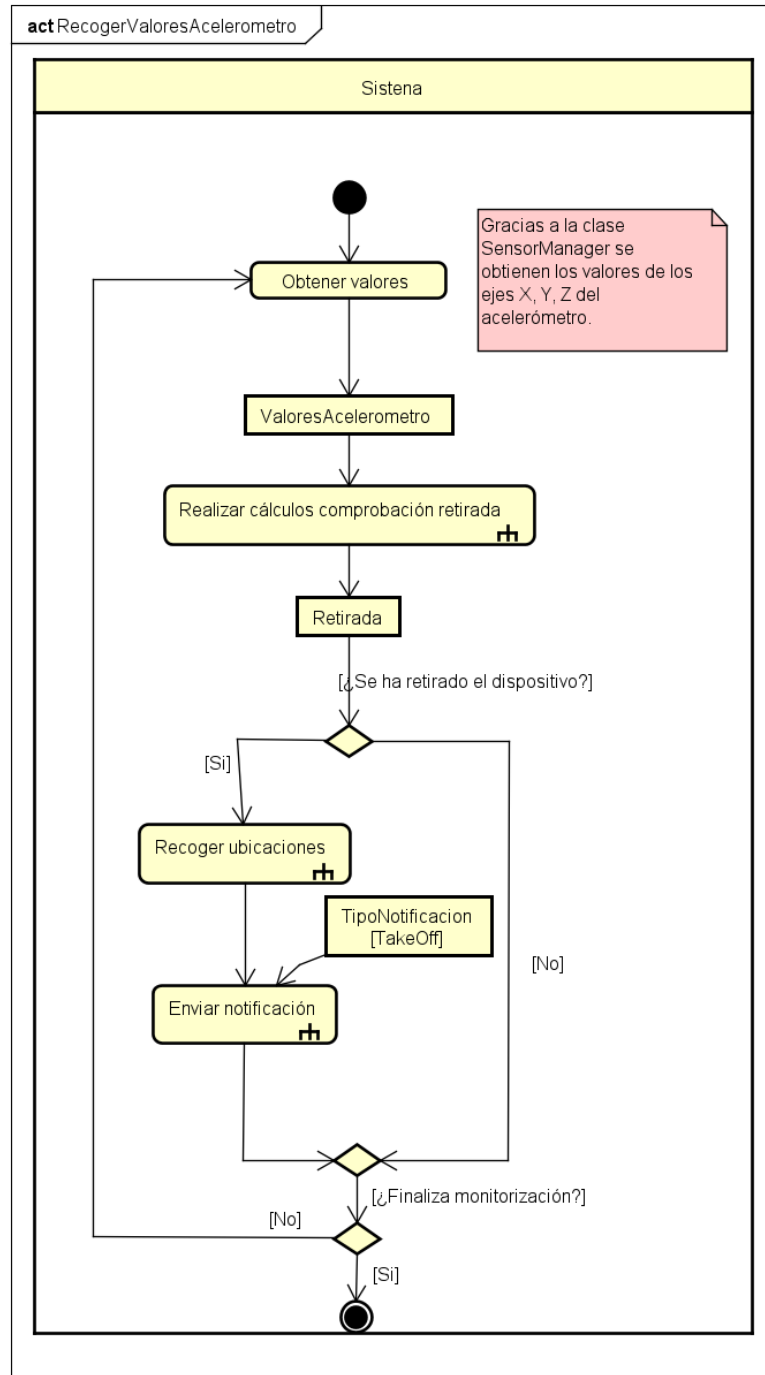 act RecogerValoresAcelerometro
Sistena
Gracias a la clase
SensorManager se
obtienen los valores de los
ejes X, Y, Z del
acelerómetro.
Obtener valores
ValoresAcelerometro
Realizar cálculos comprobación retirada
Retirada
[¿Se ha retirado el dispositivo?]
[Si]
Recoger ubicaciones
TipoNotificacion
[TakeOff]
[No]
Enviar notificación
[¿Finaliza monitorización?]
[No]
[Si]